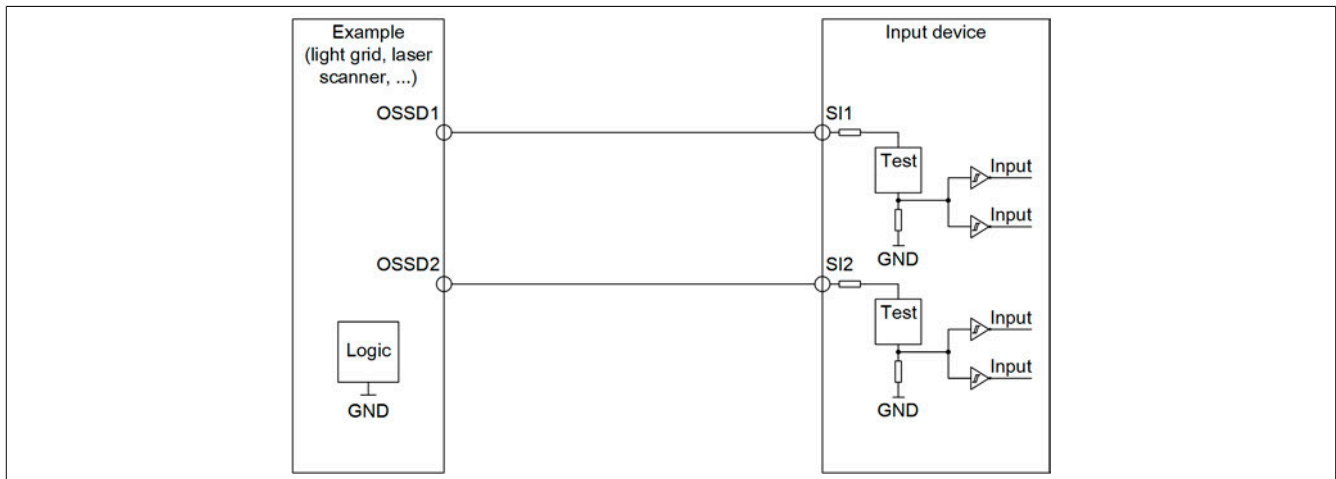 Example
(light grid, laser
scanner, ...)
OSSD1
OSSD2
Logic
GND
Input device
SI1
Test
Input
Input
GND
SI2
Test
Input
Input
GND